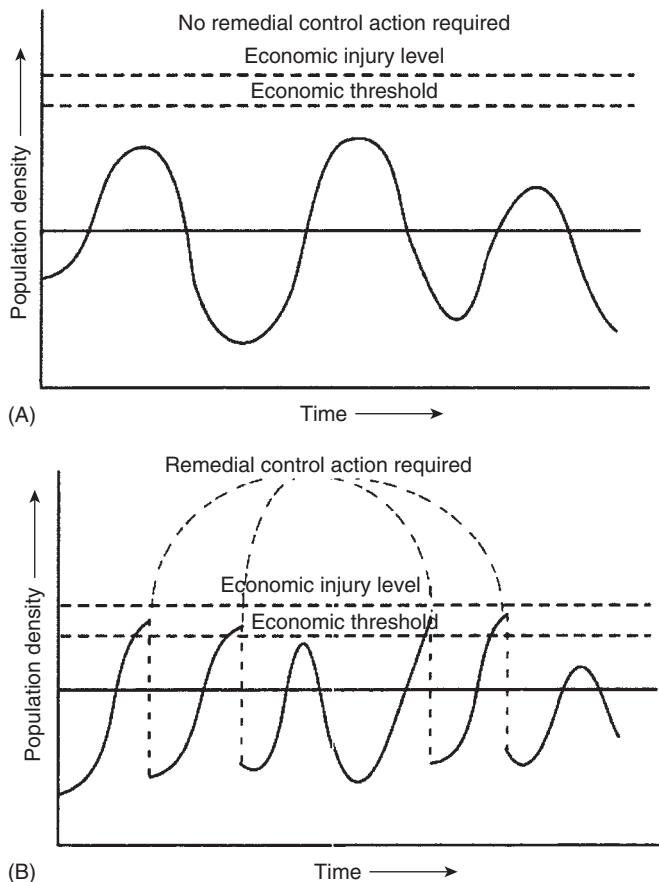 No remedial control action required
Economic injury level
Economic threshold
Population density
(A)
Time
Remedial control action required
Economic injury level
Economic threshold
Population density
(B)
Time